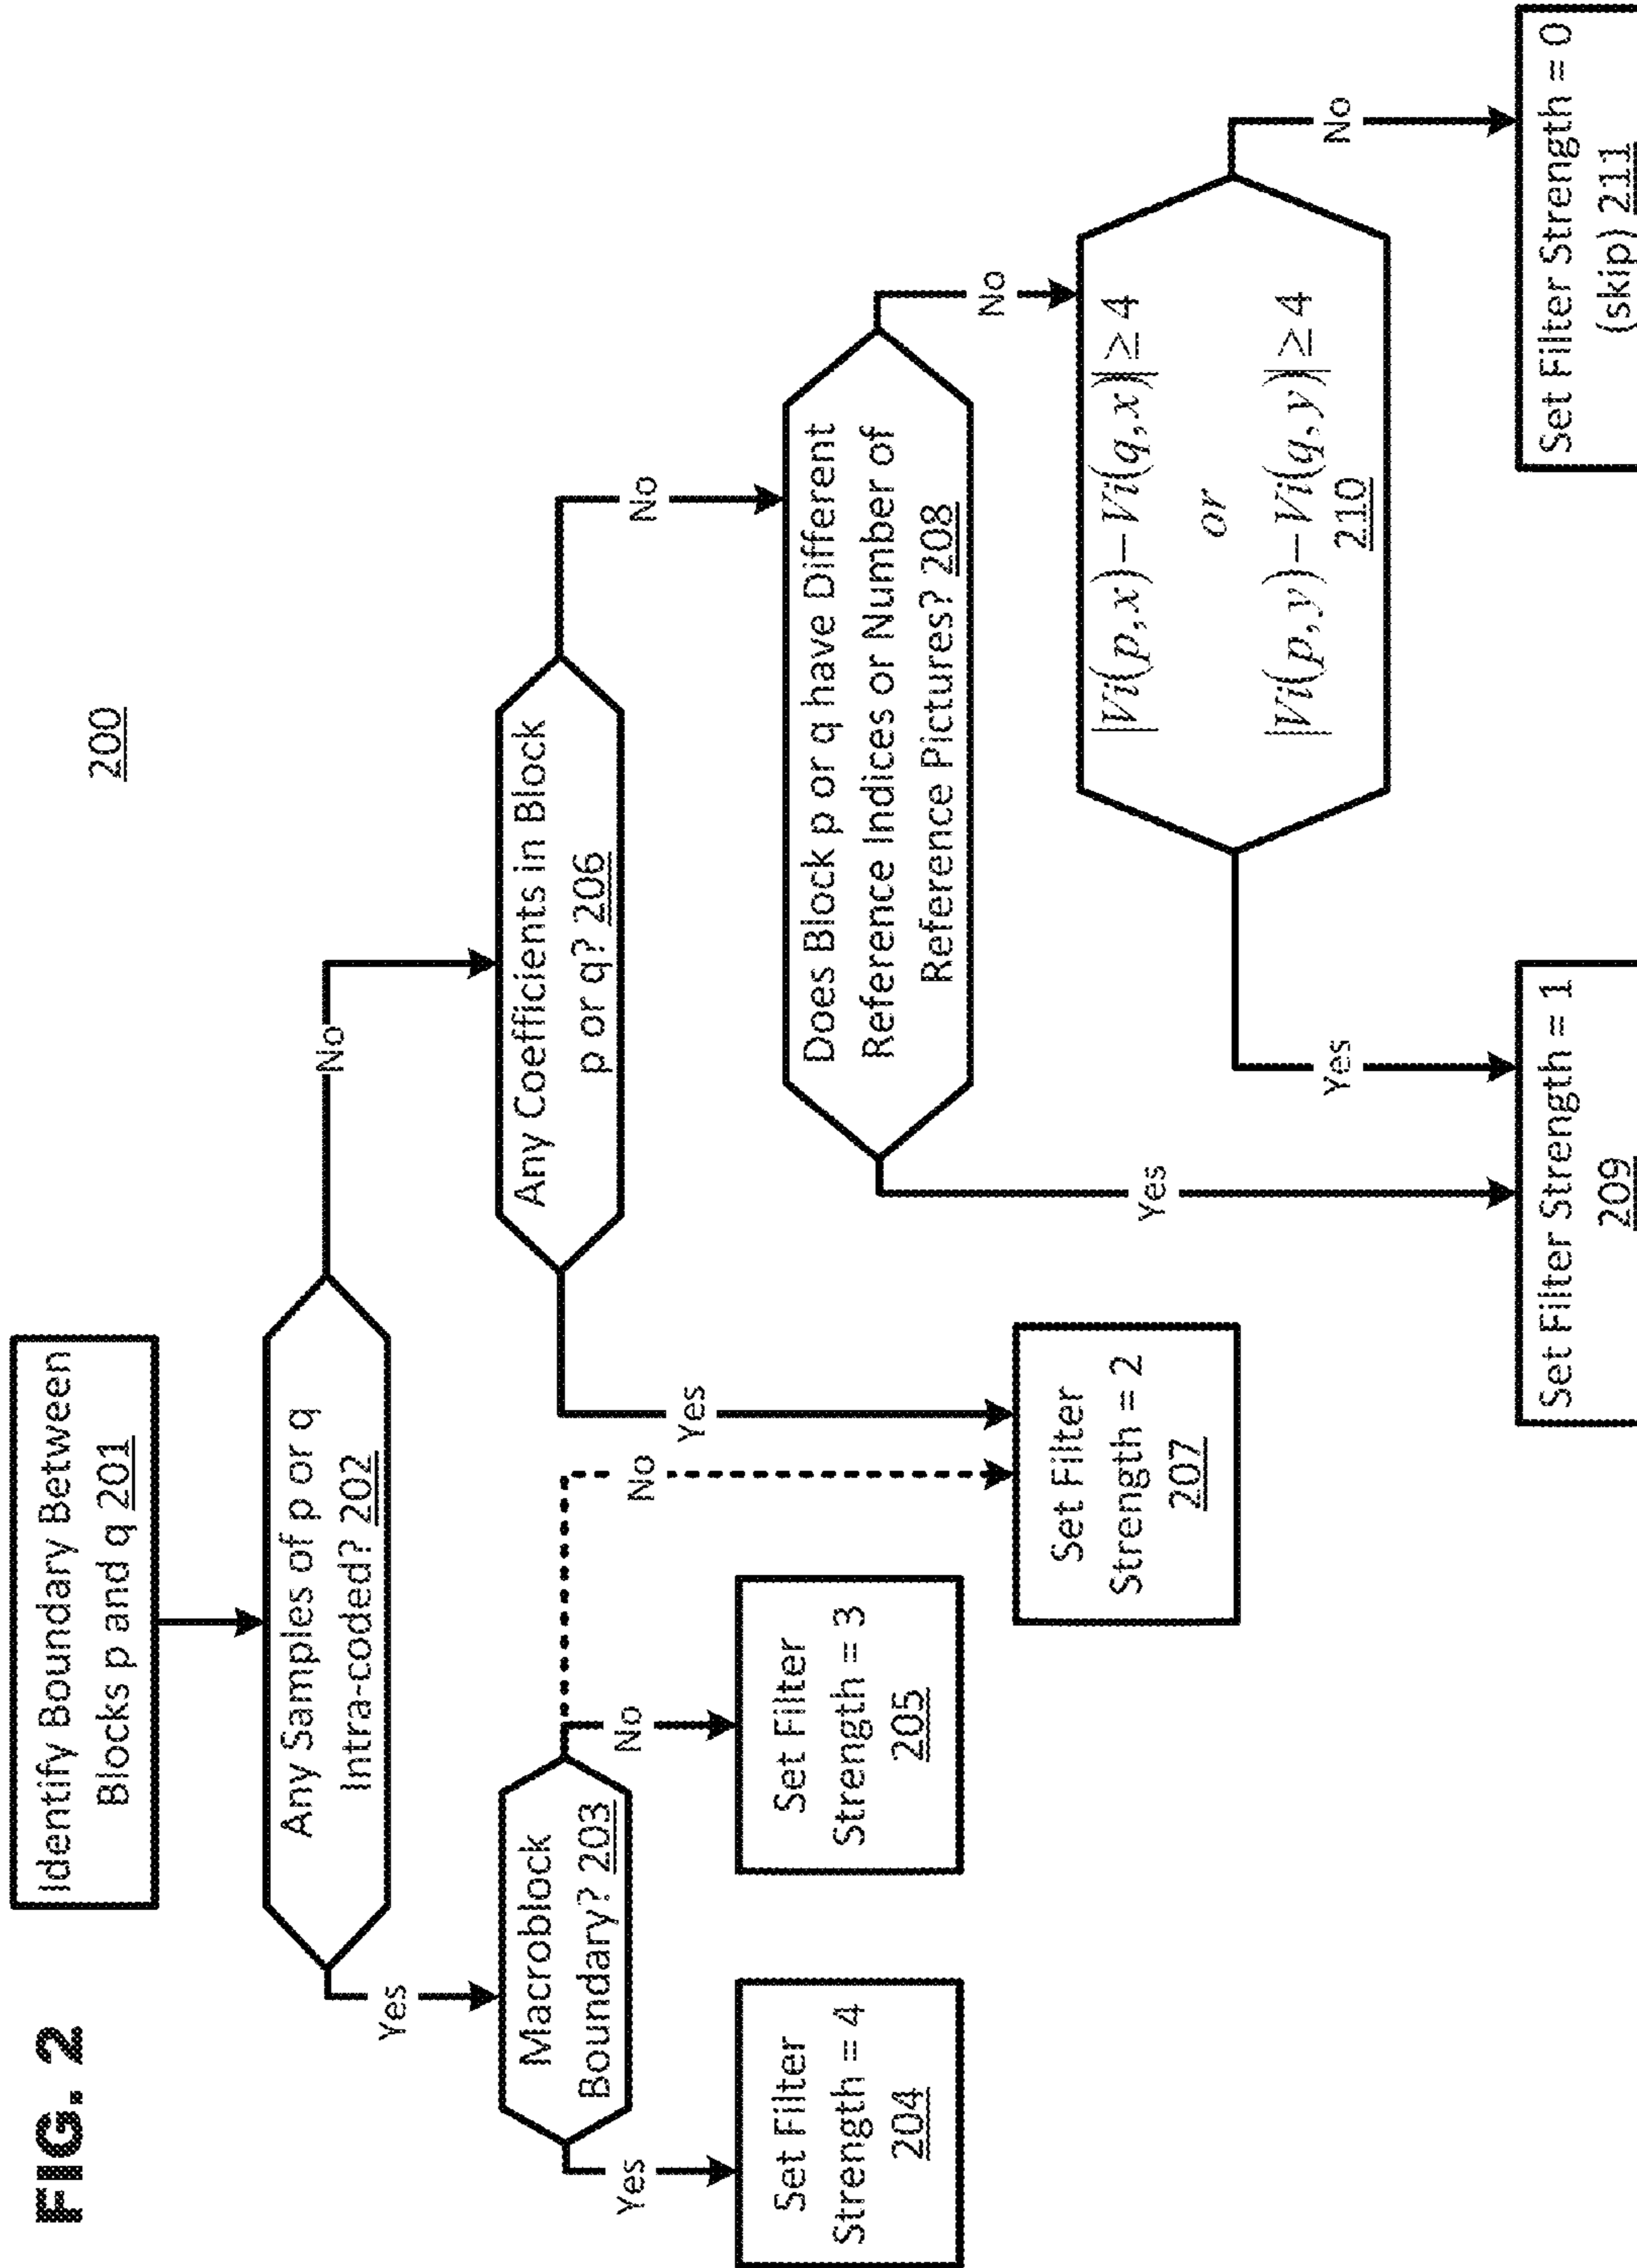 FIG. 2
200
Identify Boundary Between
Blocks p and q 201
Any Samples of p or q
Intra-coded? 202
Yes
No
Macroblock
Boundary? 203
Any Coefficients in Block
p or q? 206
Yes
No
No
Yes
No
Set Filter
Strength = 4
204
Set Filter
Strength = 3
205
Does Block p or q have Different
Reference Indices or Number of
Reference Pictures? 208
Set Filter
Strength = 2
207
Yes
No
|Vi(p,x)−Vi(q,x)|≥4
or
|Vi(p,y)−Vi(q,y)|≥4
210
Yes
No
Set Filter Strength = 1
209
Set Filter Strength = 0
(skip) 211